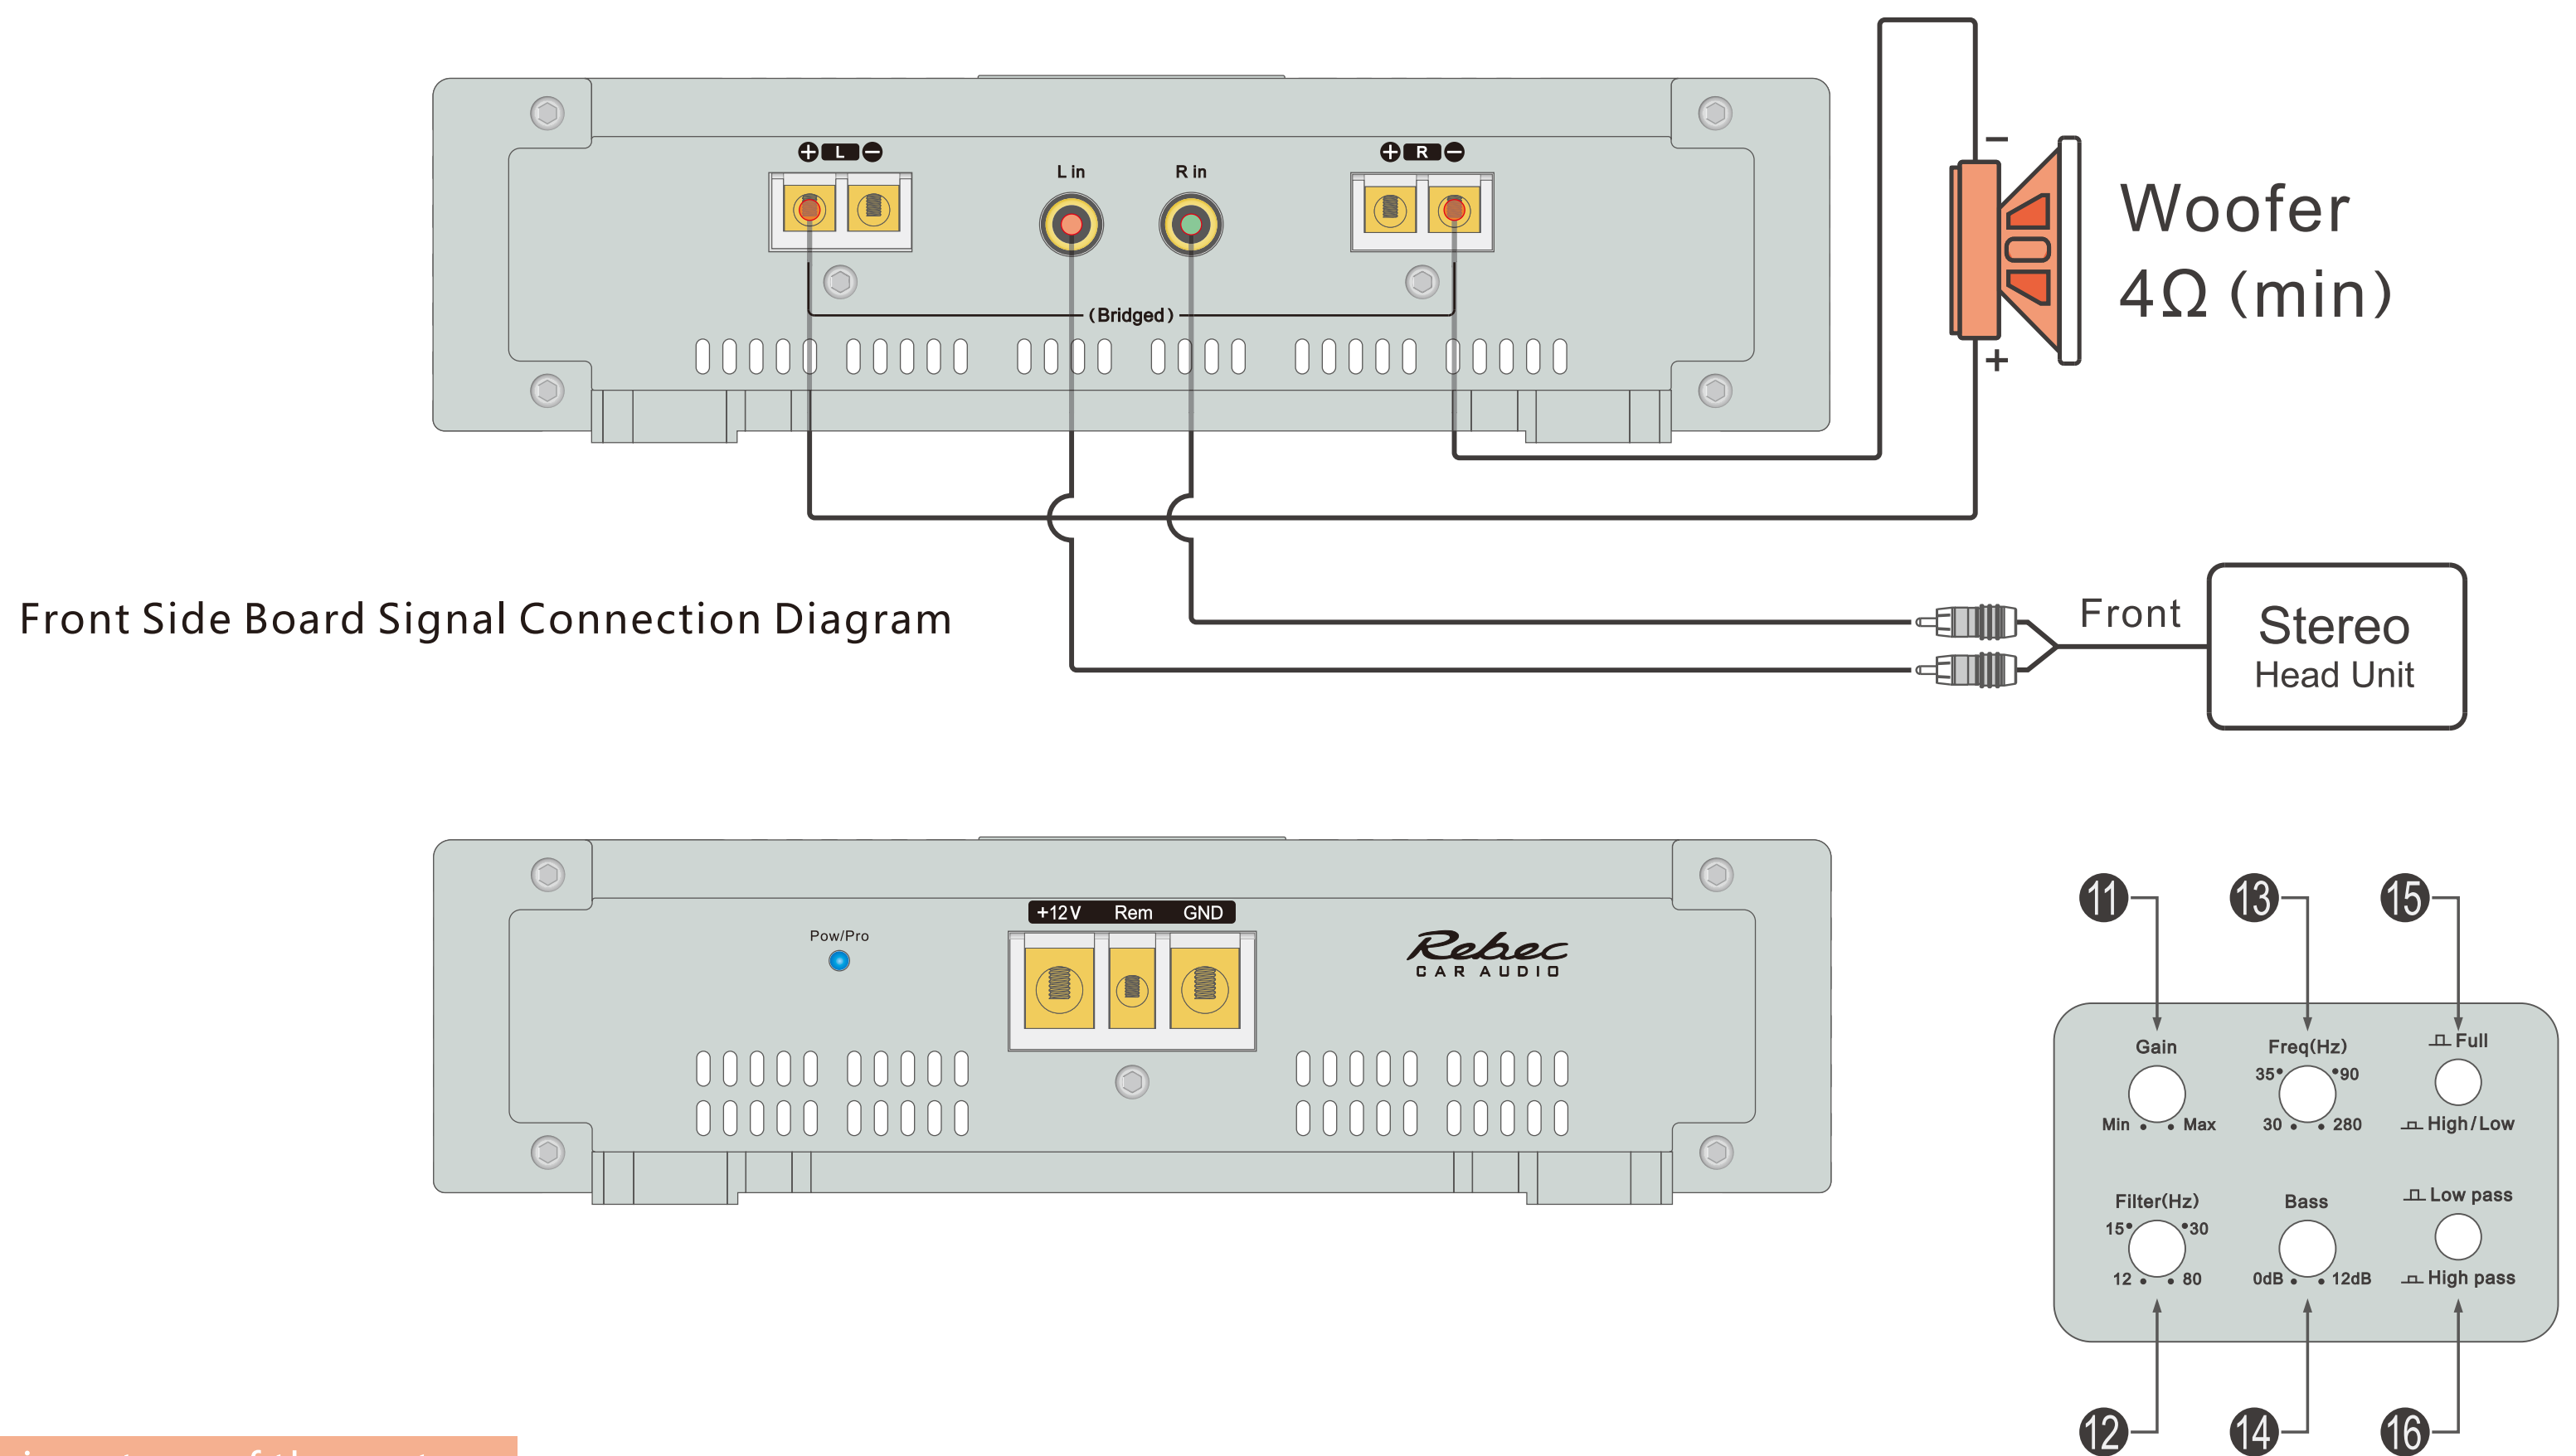 + L −
L in
R in
+ R −
(Bridged)
−
+
Woofer
4Ω (min)
Front Side Board Signal Connection Diagram
Front
Stereo
Head Unit
Pow/Pro
+12V Rem GND
Rebec
CAR AUDIO
11 13 15
Gain
Min Max
Freq(Hz)
35 90
30 280
Full
High/Low
Filter(Hz)
15 30
12 80
Bass
0dB 12dB
Low pass
High pass
12 14 16